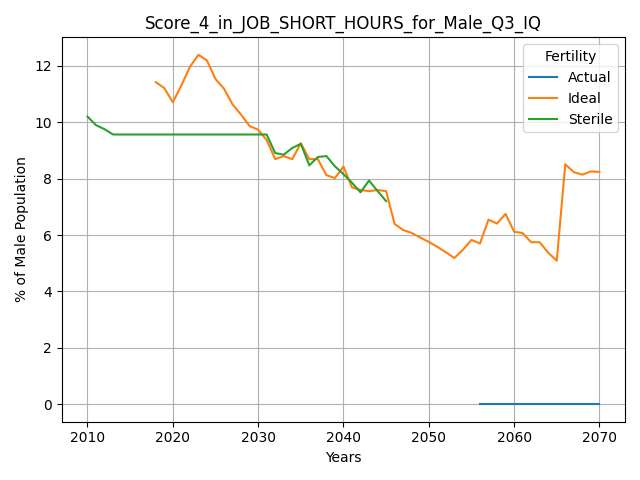 Score_4_in_JOB_SHORT_HOURS_for_Male_Q3_IQ
Fertility
Actual
Ideal
Sterile
% of Male Population
12
10
8
6
4
2
0
2010 2020 2030 2040 2050 2060 2070
Years